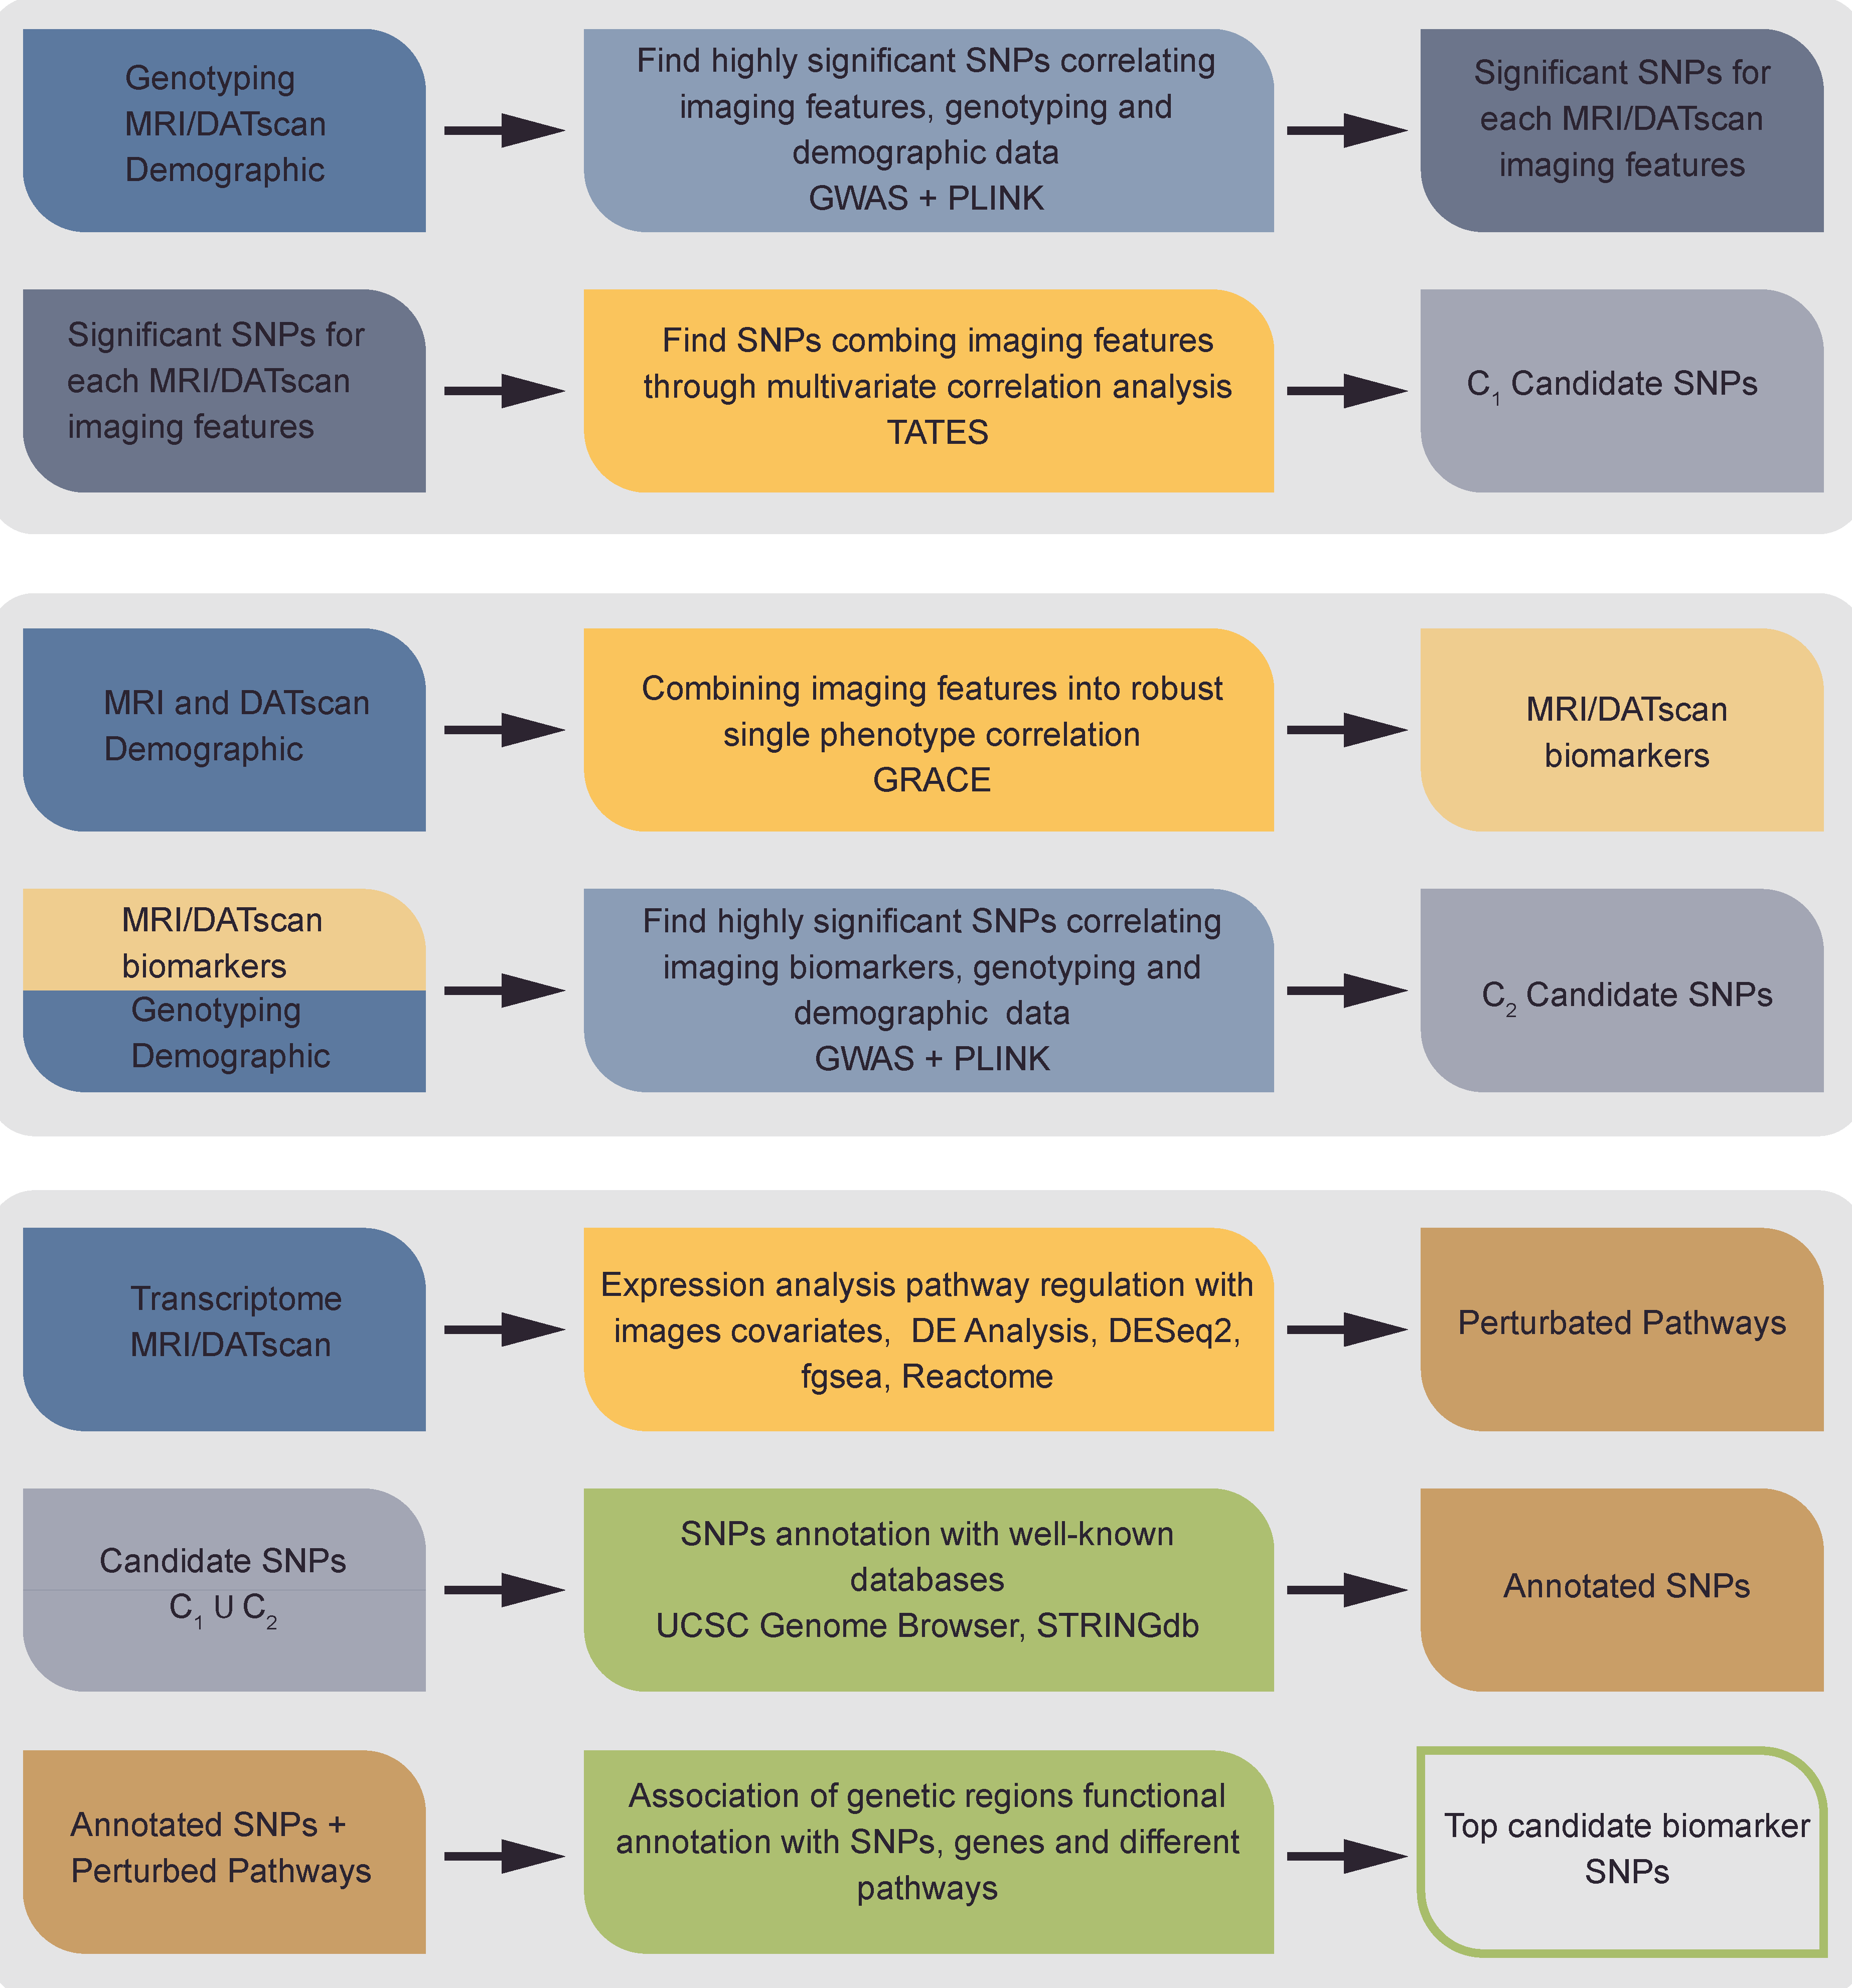 Genotyping
MRI/DATscan
Demographic
Find highly significant SNPs correlating
imaging features, genotyping and
demographic data
GWAS + PLINK
Significant SNPs for
each MRI/DATscan
imaging features
Significant SNPs for
each MRI/DATscan
imaging features
Find SNPs combing imaging features
through multivariate correlation analysis
TATES
C1 Candidate SNPs
MRI and DATscan
Demographic
Combining imaging features into robust
single phenotype correlation
GRACE
MRI/DATscan
biomarkers
MRI/DATscan
biomarkers
Genotyping
Demographic
Find highly significant SNPs correlating
imaging biomarkers, genotyping and
demographic data
GWAS + PLINK
C2 Candidate SNPs
Transcriptome
MRI/DATscan
Expression analysis pathway regulation with
images covariates, DE Analysis, DESeq2,
fgsea, Reactome
Perturbated Pathways
Candidate SNPs
C1 U C2
SNPs annotation with well-known
databases
UCSC Genome Browser, STRINGdb
Annotated SNPs
Annotated SNPs +
Perturbed Pathways
Association of genetic regions functional
annotation with SNPs, genes and different
pathways
Top candidate biomarker
SNPs